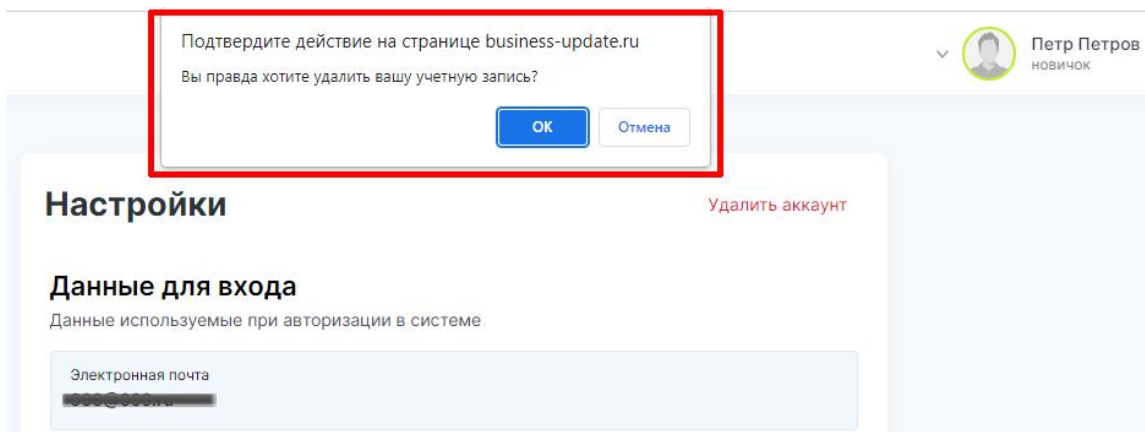 Подтвердите действие на странице business-update.ru
Вы правда хотите удалить вашу учетную запись?
ОК
Отмена
Петр Петров
новичок
Настройки
Удалить аккаунт
Данные для входа
Данные используемые при авторизации в системе
Электронная почта